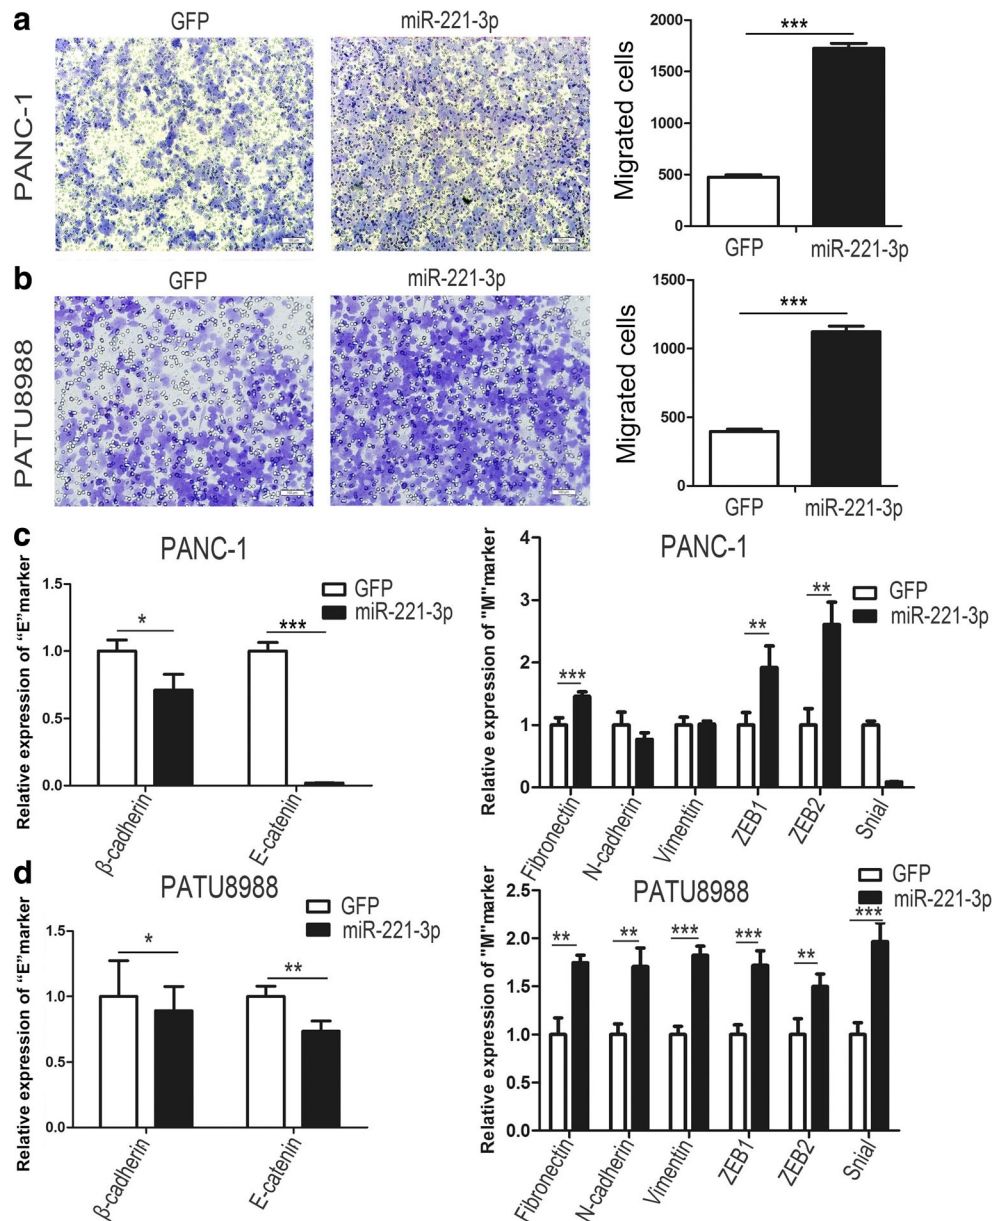 a
GFP
miR-221-3p
PANC-1
Migrated cells
2000
1500
1000
500
0
***
GFP
miR-221-3p
b
GFP
miR-221-3p
PATU8988
Migrated cells
1500
1000
500
0
***
GFP
miR-221-3p
c
PANC-1
GFP
miR-221-3p
Relative expression of “E”marker
1.5
1.0
0.5
0.0
*
***
β-cadherin
E-catenin
PANC-1
GFP
miR-221-3p
Relative expression of "M"marker
4
3
2
1
0
***
**
**
Fibronectin
N-cadherin
Vimentin
ZEB1
ZEB2
Snial
d
PATU8988
GFP
miR-221-3p
Relative expression of “E”marker
1.5
1.0
0.5
0.0
*
**
β-cadherin
E-catenin
PATU8988
GFP
miR-221-3p
Relative expression of "M"marker
2.5
2.0
1.5
1.0
0.5
0.0
**
**
***
***
**
***
Fibronectin
N-cadherin
Vimentin
ZEB1
ZEB2
Snial